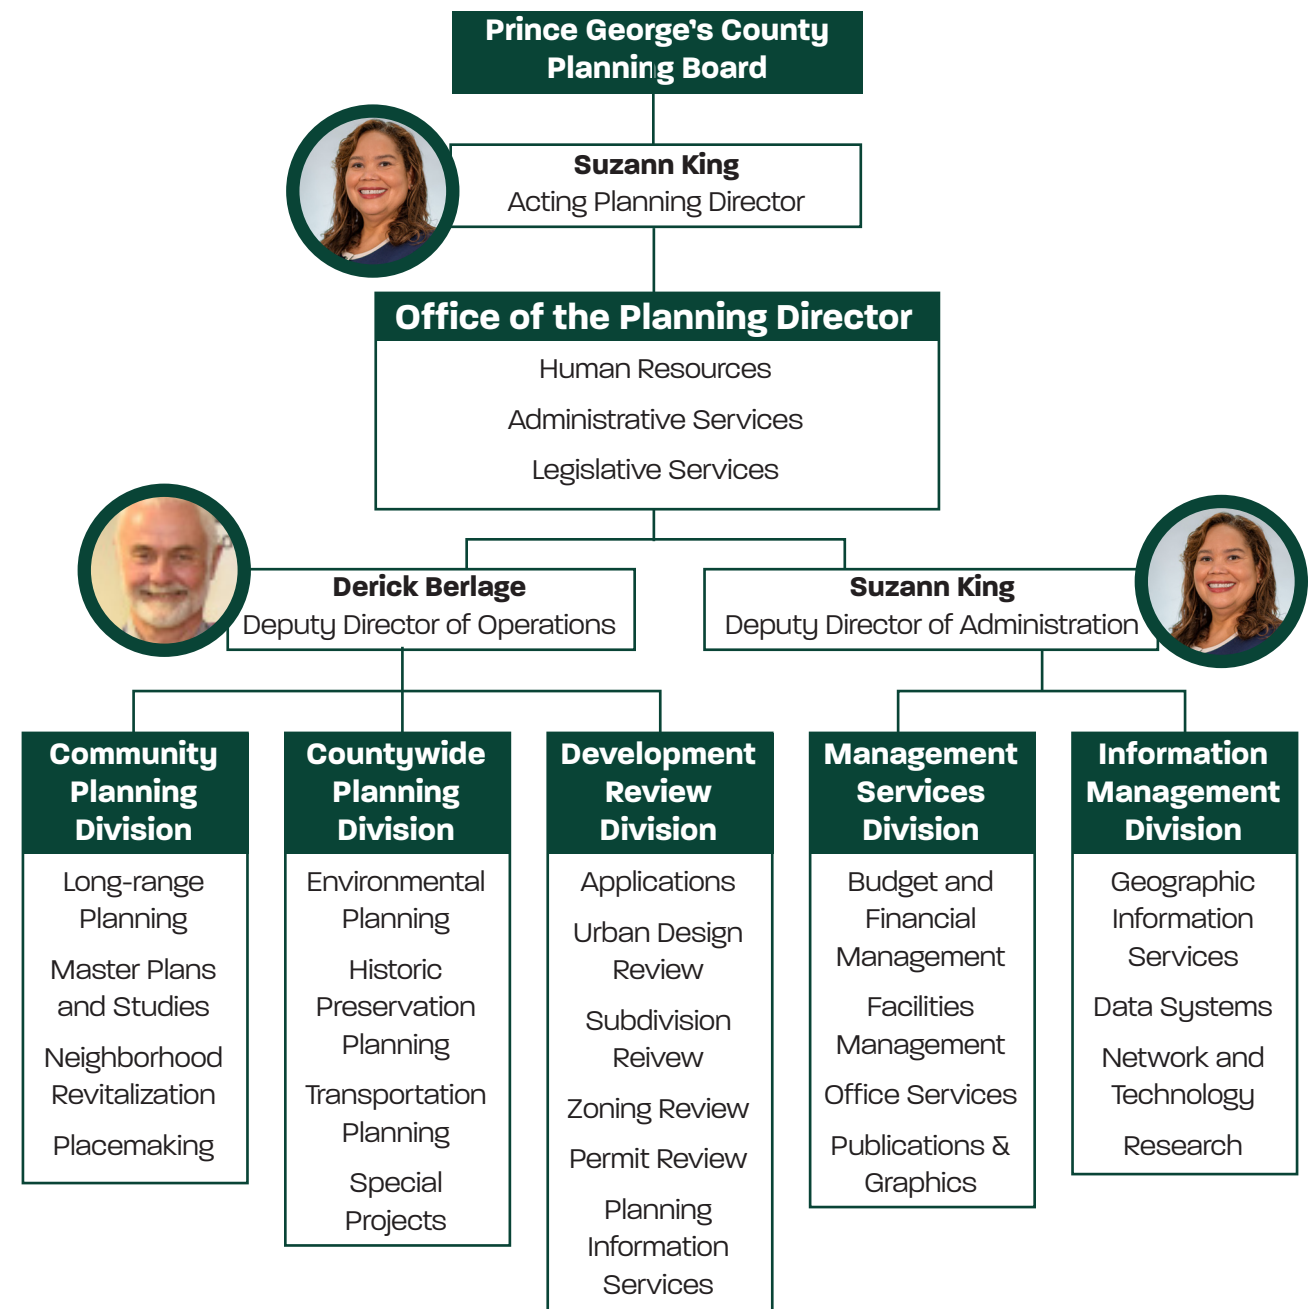 Prince George’s County
Planning Board
Suzann King
Acting Planning Director
Office of the Planning Director
Human Resources
Administrative Services
Legislative Services
Derick Berlage
Deputy Director of Operations
Suzann King
Deputy Director of Administration
Community
Planning
Division
Long-range
Planning
Master Plans
and Studies
Neighborhood
Revitalization
Placemaking
Countywide
Planning
Division
Environmental
Planning
Historic
Preservation
Planning
Transportation
Planning
Special
Projects
Development
Review
Division
Applications
Urban Design
Review
Subdivision
Reivew
Zoning Review
Permit Review
Planning
Information
Services
Management
Services
Division
Budget and
Financial
Management
Facilities
Management
Office Services
Publications &
Graphics
Information
Management
Division
Geographic
Information
Services
Data Systems
Network and
Technology
Research